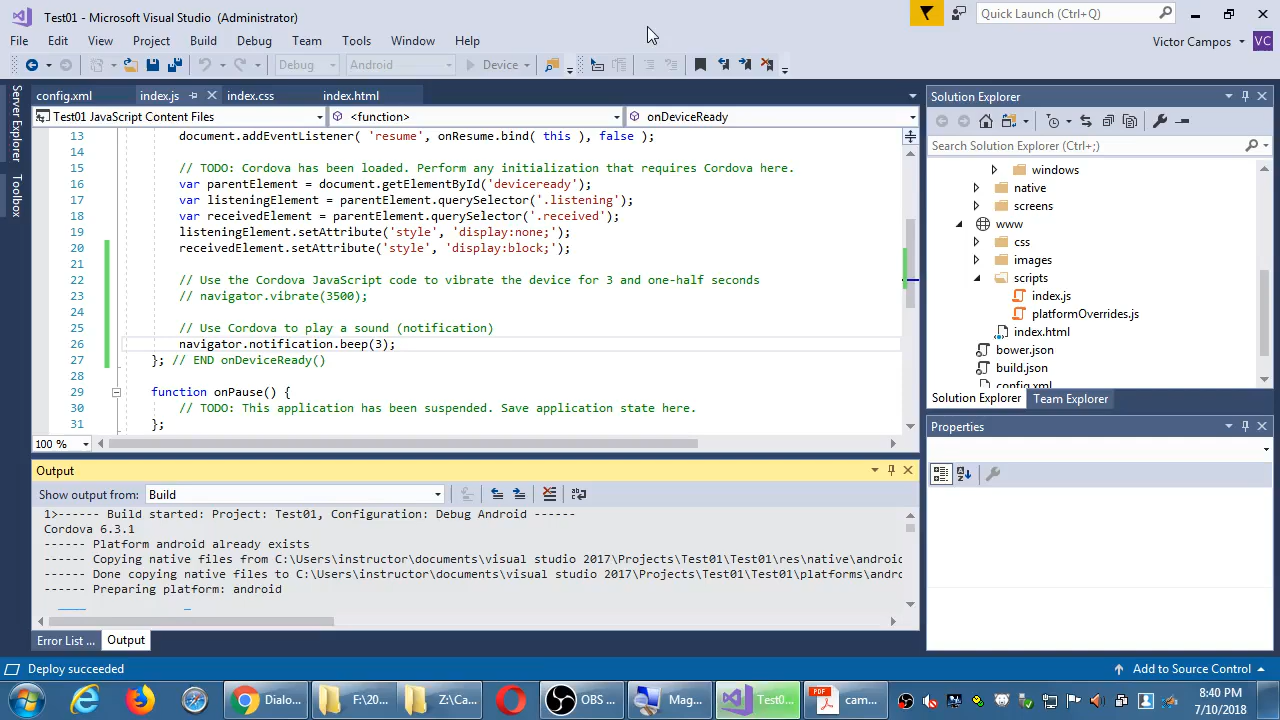 Test01 - Microsoft Visual Studio (Administrator)
Quick Launch (Ctrl+Q)
File Edit View Project Build Debug Team Tools Window Help
Victor Campos VC
Debug Android Device
Server Explorer
Toolbox
config.xml index.js index.css index.html
Test01 JavaScript Content Files <function> onDeviceReady
13 document.addEventListener( 'resume', onResume.bind( this ), false );
14
15 // TODO: Cordova has been loaded. Perform any initialization that requires Cordova here.
16 var parentElement = document.getElementById('deviceready');
17 var listeningElement = parentElement.querySelector('.listening');
18 var receivedElement = parentElement.querySelector('.received');
19 listeningElement.setAttribute('style', 'display:none;');
20 receivedElement.setAttribute('style', 'display:block;');
21
22 // Use the Cordova JavaScript code to vibrate the device for 3 and one-half seconds
23 // navigator.vibrate(3500);
24
25 // Use Cordova to play a sound (notification)
26 navigator.notification.beep(3);
27 }; // END onDeviceReady()
28
29 function onPause() {
30 // TODO: This application has been suspended. Save application state here.
31 };
100 %
Output
Show output from: Build
1>------ Build started: Project: Test01, Configuration: Debug Android ------
Cordova 6.3.1
------ Platform android already exists
------ Copying native files from C:\Users\instructor\documents\visual studio 2017\Projects\Test01\Test01\res\native\android
------ Done copying native files to C:\Users\instructor\documents\visual studio 2017\Projects\Test01\Test01\platforms\andro
------ Preparing platform: android
Error List ... Output
Solution Explorer
Search Solution Explorer (Ctrl+;)
windows
native
screens
www
css
images
scripts
index.js
platformOverrides.js
index.html
bower.json
build.json
config.xml
Solution Explorer Team Explorer
Properties
Deploy succeeded
Add to Source Control
Dialo... F:\20... Z:\Ca... OBS ... Mag... Test0... cam...
8:40 PM
7/10/2018